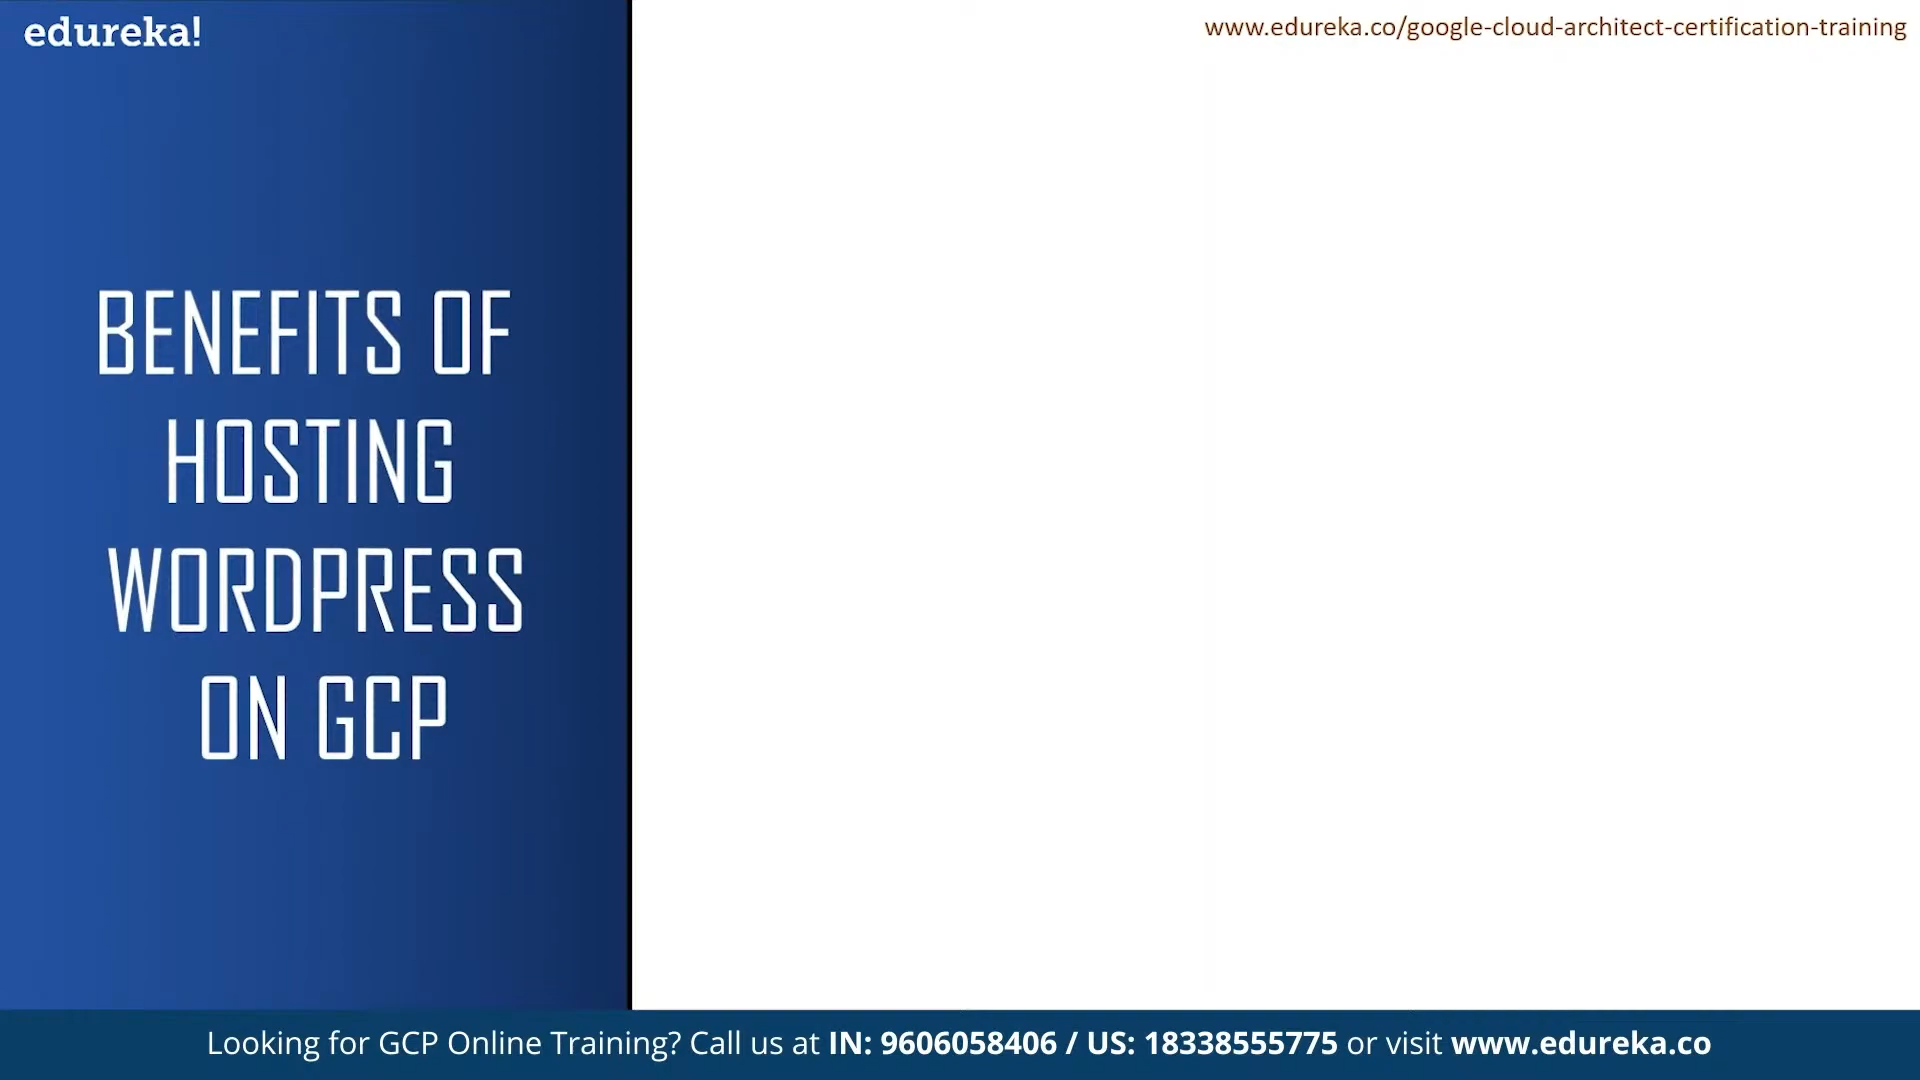 edureka!
www.edureka.co/google-cloud-architect-certification-training
BENEFITS OF
HOSTING
WORDPRESS
ON GCP
Looking for GCP Online Training? Call us at IN: 9606058406 / US: 18338555775 or visit www.edureka.co